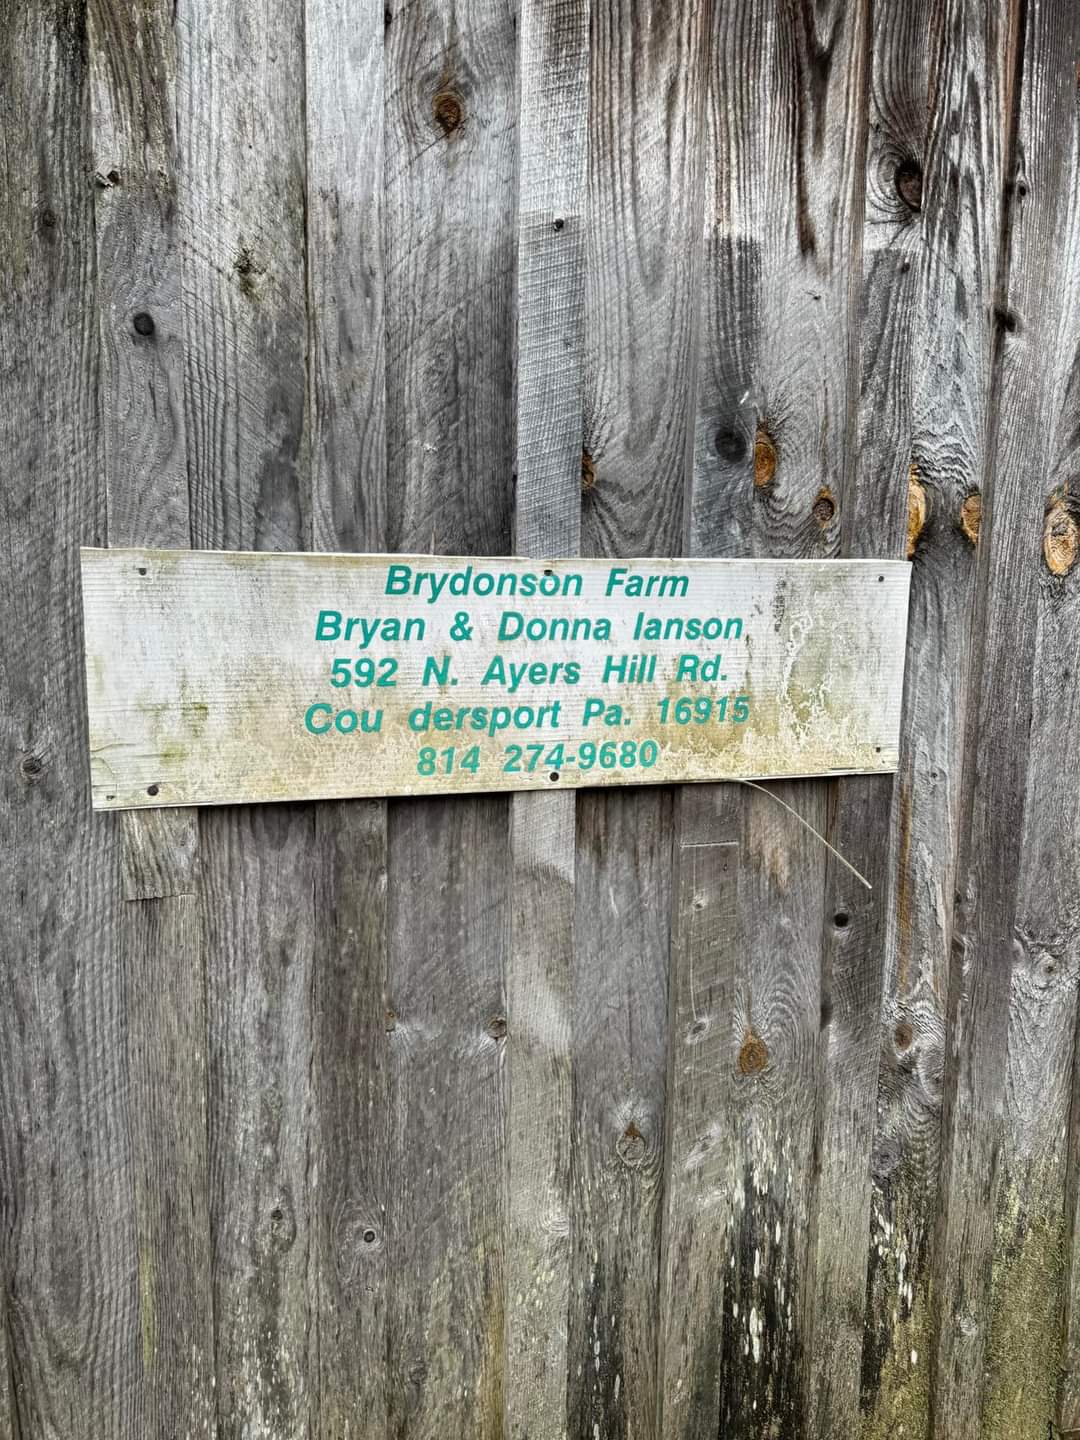 Brydonson Farm
Bryan & Donna Ianson
592 N. Ayers Hill Rd.
Cou dersport Pa. 16915
814 274-9680